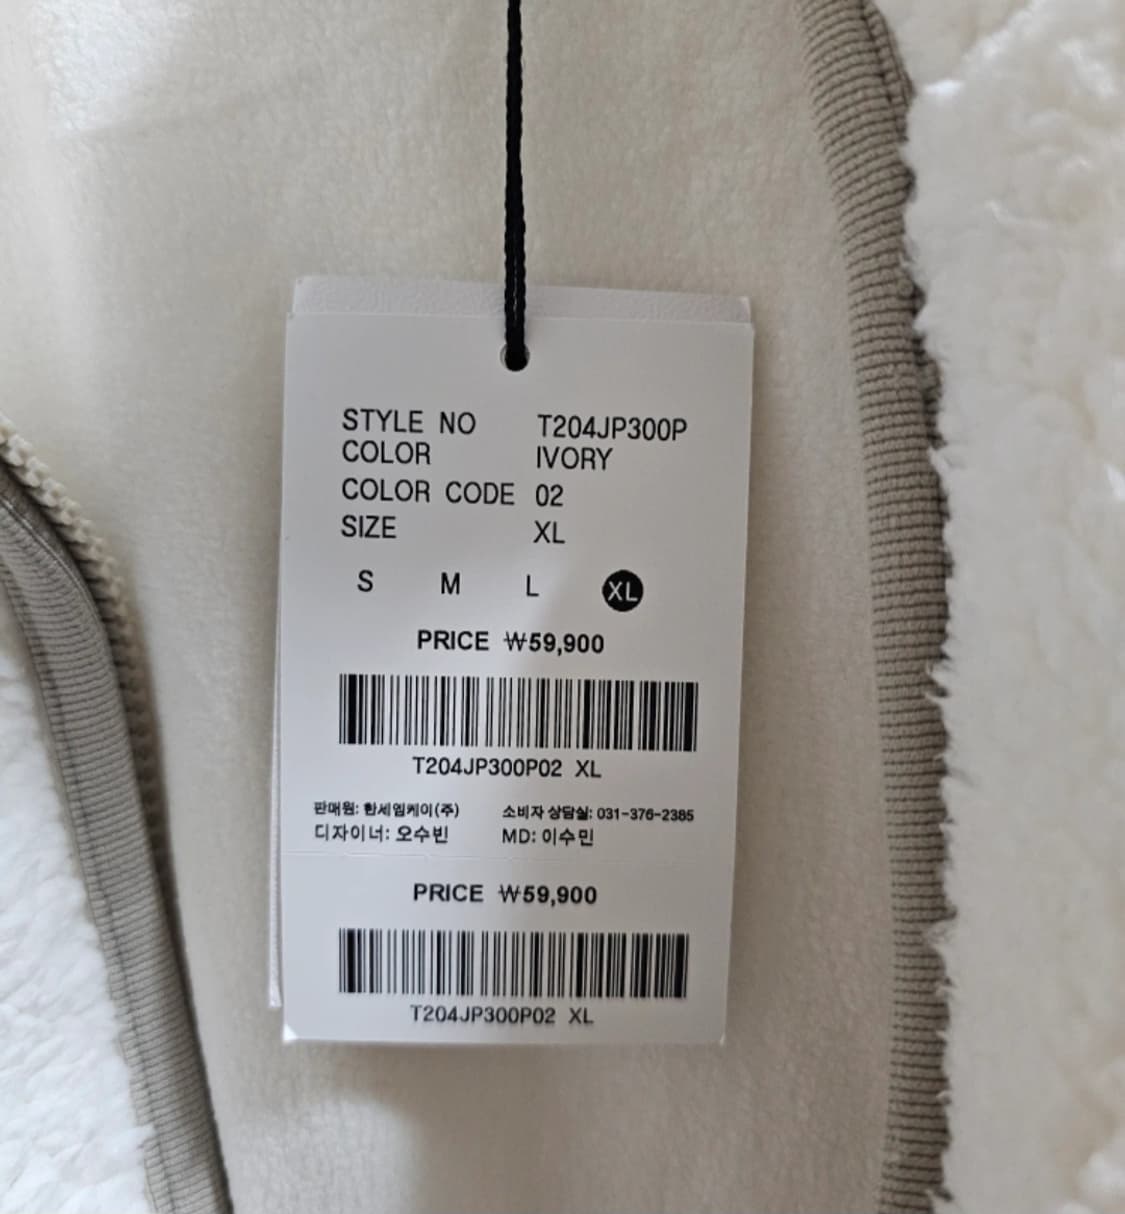 STYLE NO T204JP300P
COLOR IVORY
COLOR CODE 02
SIZE XL
S M L XL
PRICE ₩59,900
T204JP300P02 XL
판매원: 한세엠케이(주) 소비자 상담실: 031-376-2385
디자이너: 오수빈 MD: 이수민
PRICE ₩59,900
T204JP300P02 XL